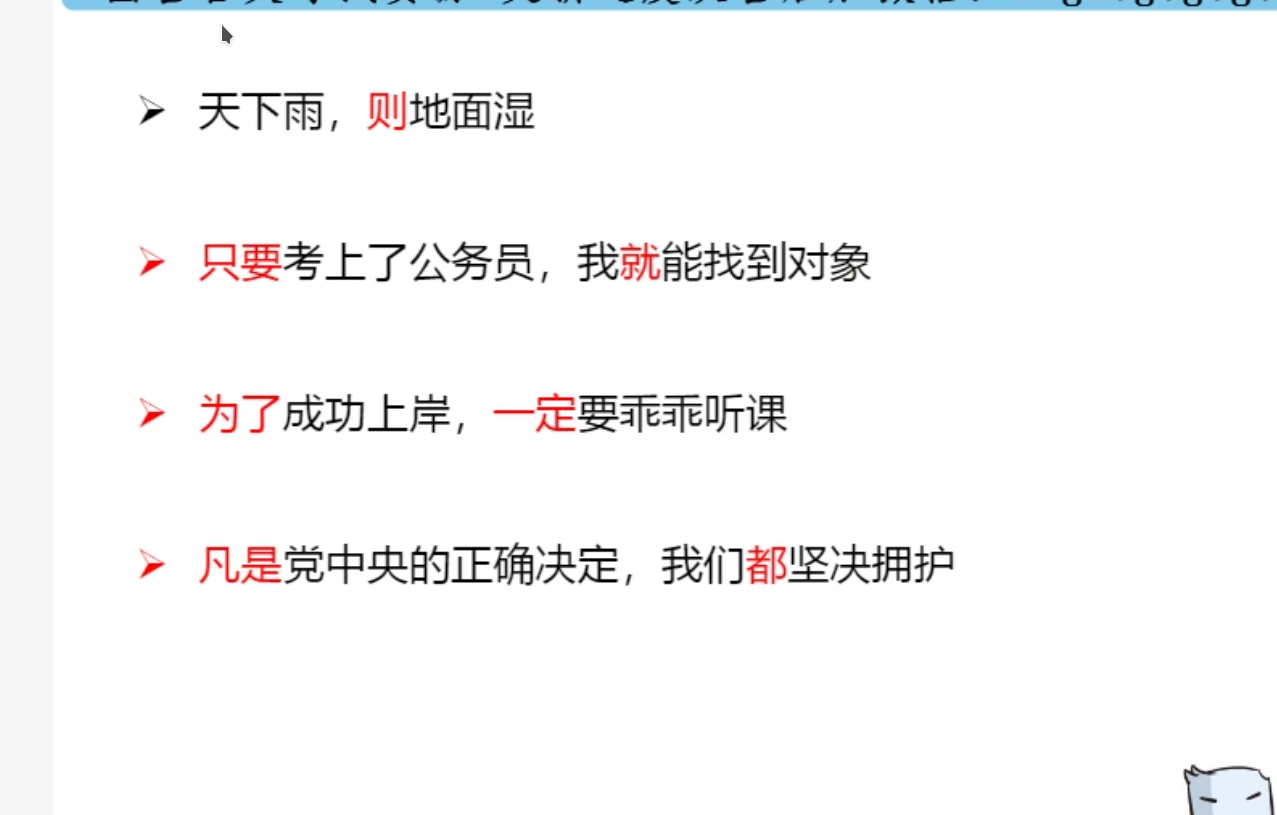 天下雨，则地面湿
只要考上了公务员，我就能找到对象
为了成功上岸，一定要乖乖听课
凡是党中央的正确决定，我们都坚决拥护